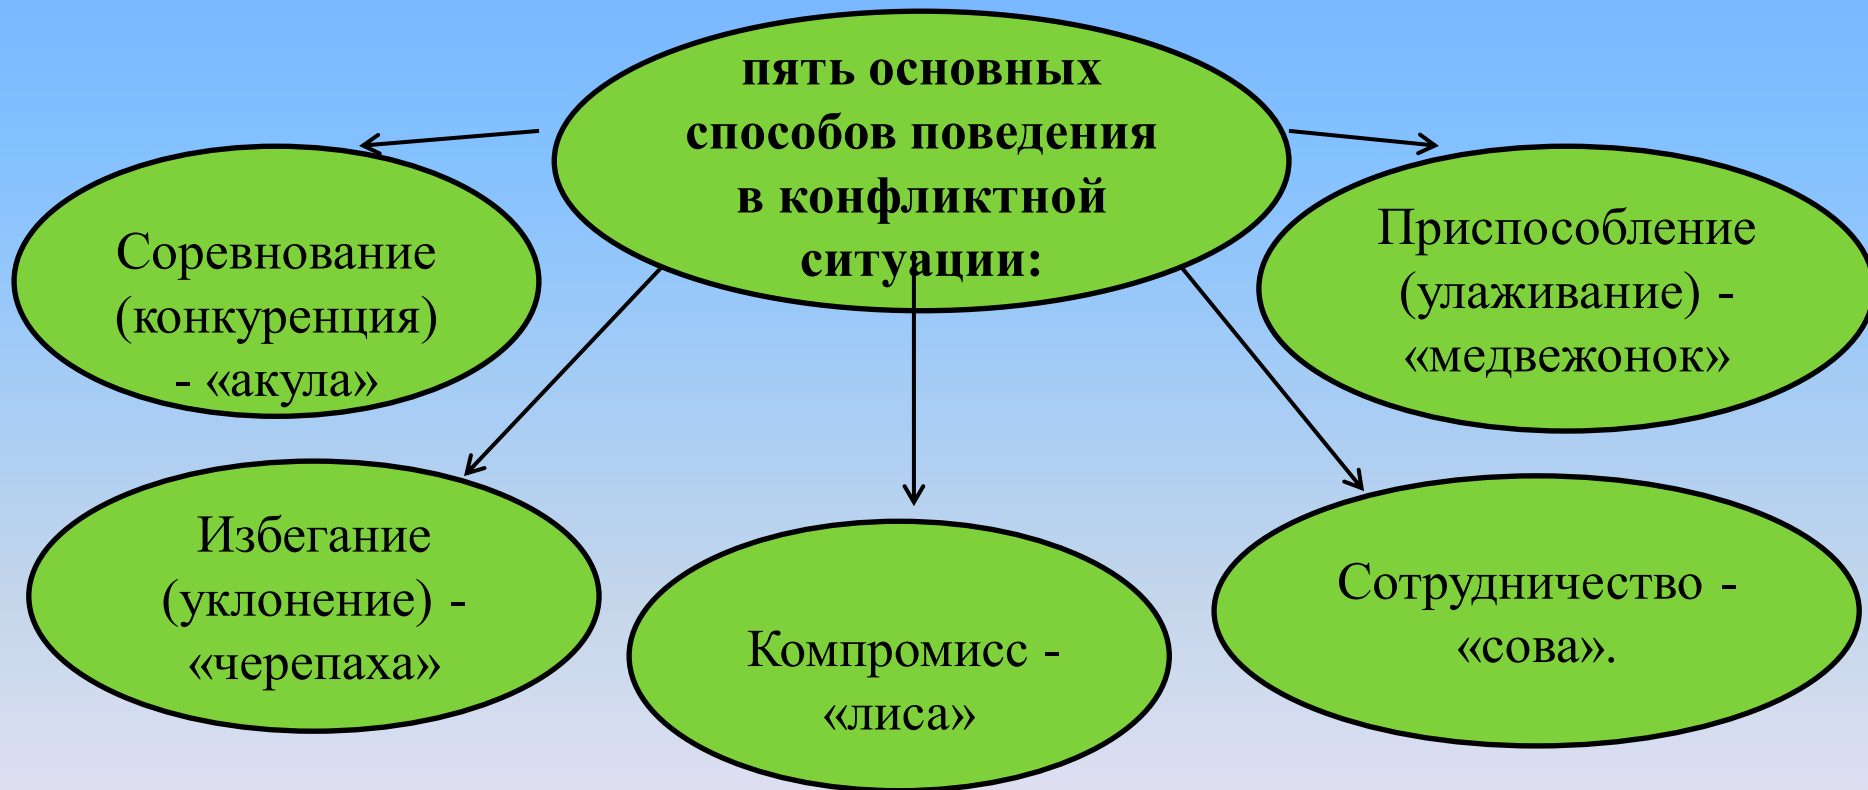 пять основных
способов поведения
в конфликтной
ситуации:
Соревнование
(конкуренция)
- «акула»
Приспособление
(улаживание) -
«медвежонок»
Избегание
(уклонение) -
«черепаха»
Компромисс -
«лиса»
Сотрудничество -
«сова».